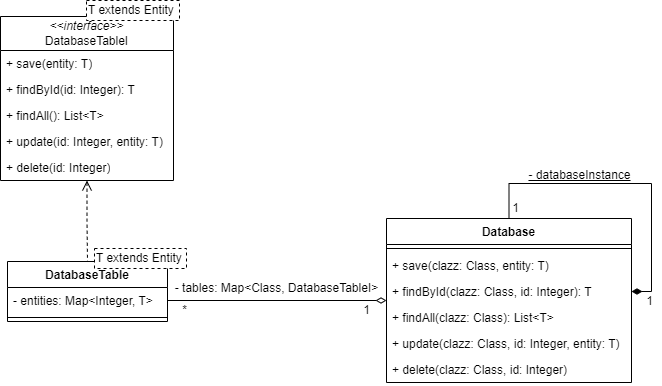 T extends Entity
<<interface>>
DatabaseTableI
+ save(entity: T)
+ findById(id: Integer): T
+ findAll(): List<T>
+ update(id: Integer, entity: T)
+ delete(id: Integer)
T extends Entity
DatabaseTable
- entities: Map<Integer, T>
- tables: Map<Class, DatabaseTableI>
*
1
- databaseInstance
1
1
Database
+ save(clazz: Class, entity: T)
+ findById(clazz: Class, id: Integer): T
+ findAll(clazz: Class): List<T>
+ update(clazz: Class, id: Integer, entity: T)
+ delete(clazz: Class, id: Integer)